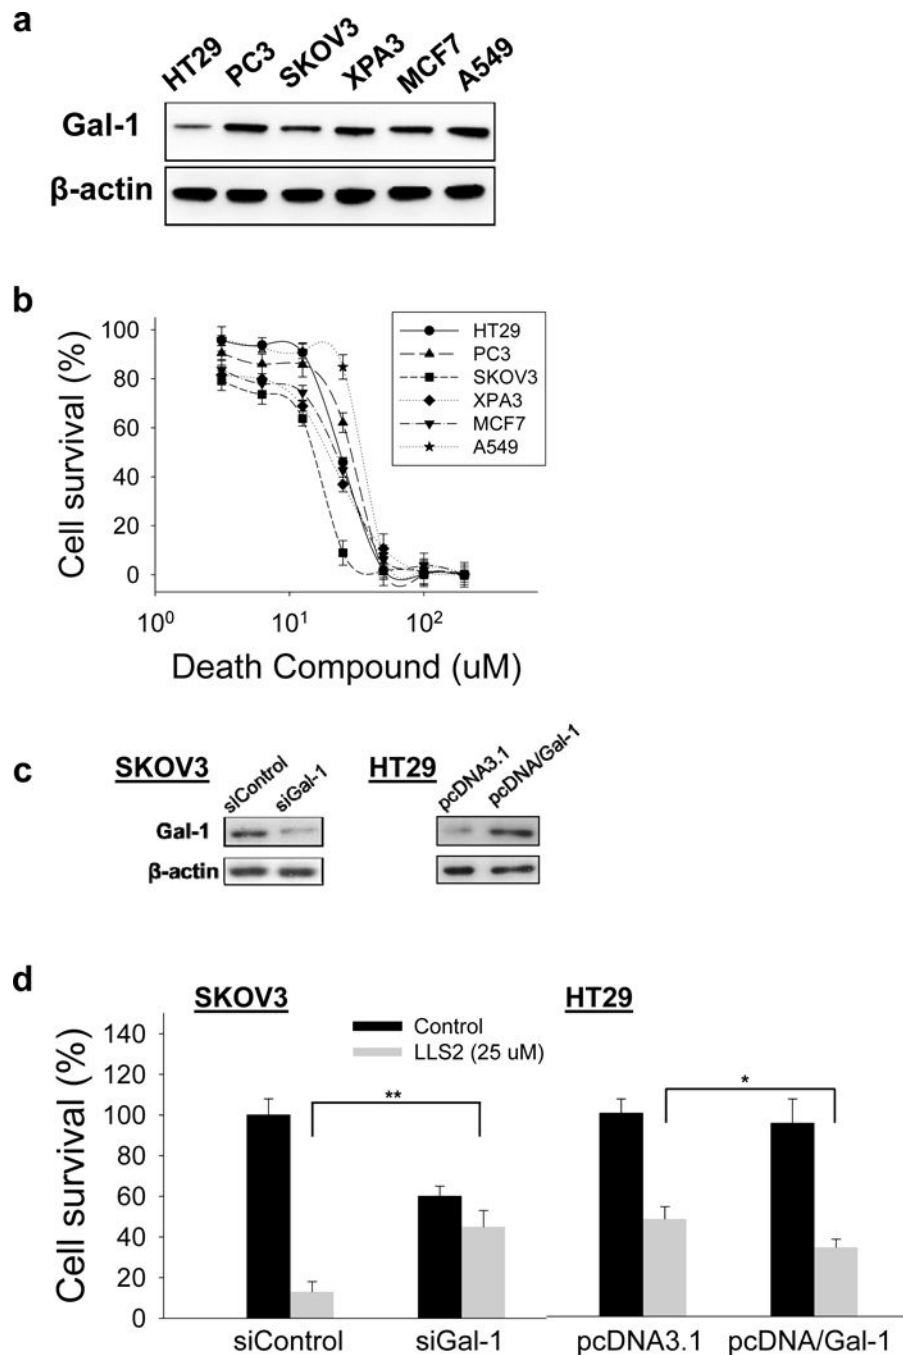 a
HT29 PC3 SKOV3 XPA3 MCF7 A549
Gal-1
β-actin
b
Cell survival (%)
100
80
60
40
20
0
10⁰ 10¹ 10²
Death Compound (uM)
HT29
PC3
SKOV3
XPA3
MCF7
A549
c
SKOV3
siControl siGal-1
Gal-1
β-actin
HT29
pcDNA3.1 pcDNA/Gal-1
d
SKOV3
HT29
Control
LLS2 (25 uM)
Cell survival (%)
140
120
100
80
60
40
20
0
**
*
siControl siGal-1 pcDNA3.1 pcDNA/Gal-1